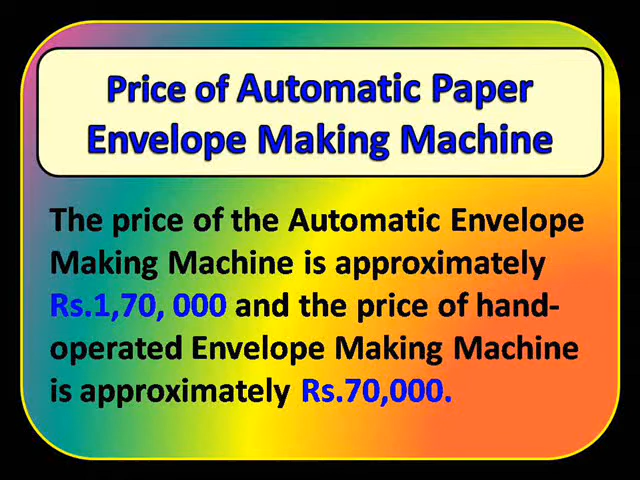 Price of Automatic Paper
Envelope Making Machine
The price of the Automatic Envelope
Making Machine is approximately
Rs.1,70, 000 and the price of hand-
operated Envelope Making Machine
is approximately Rs.70,000.